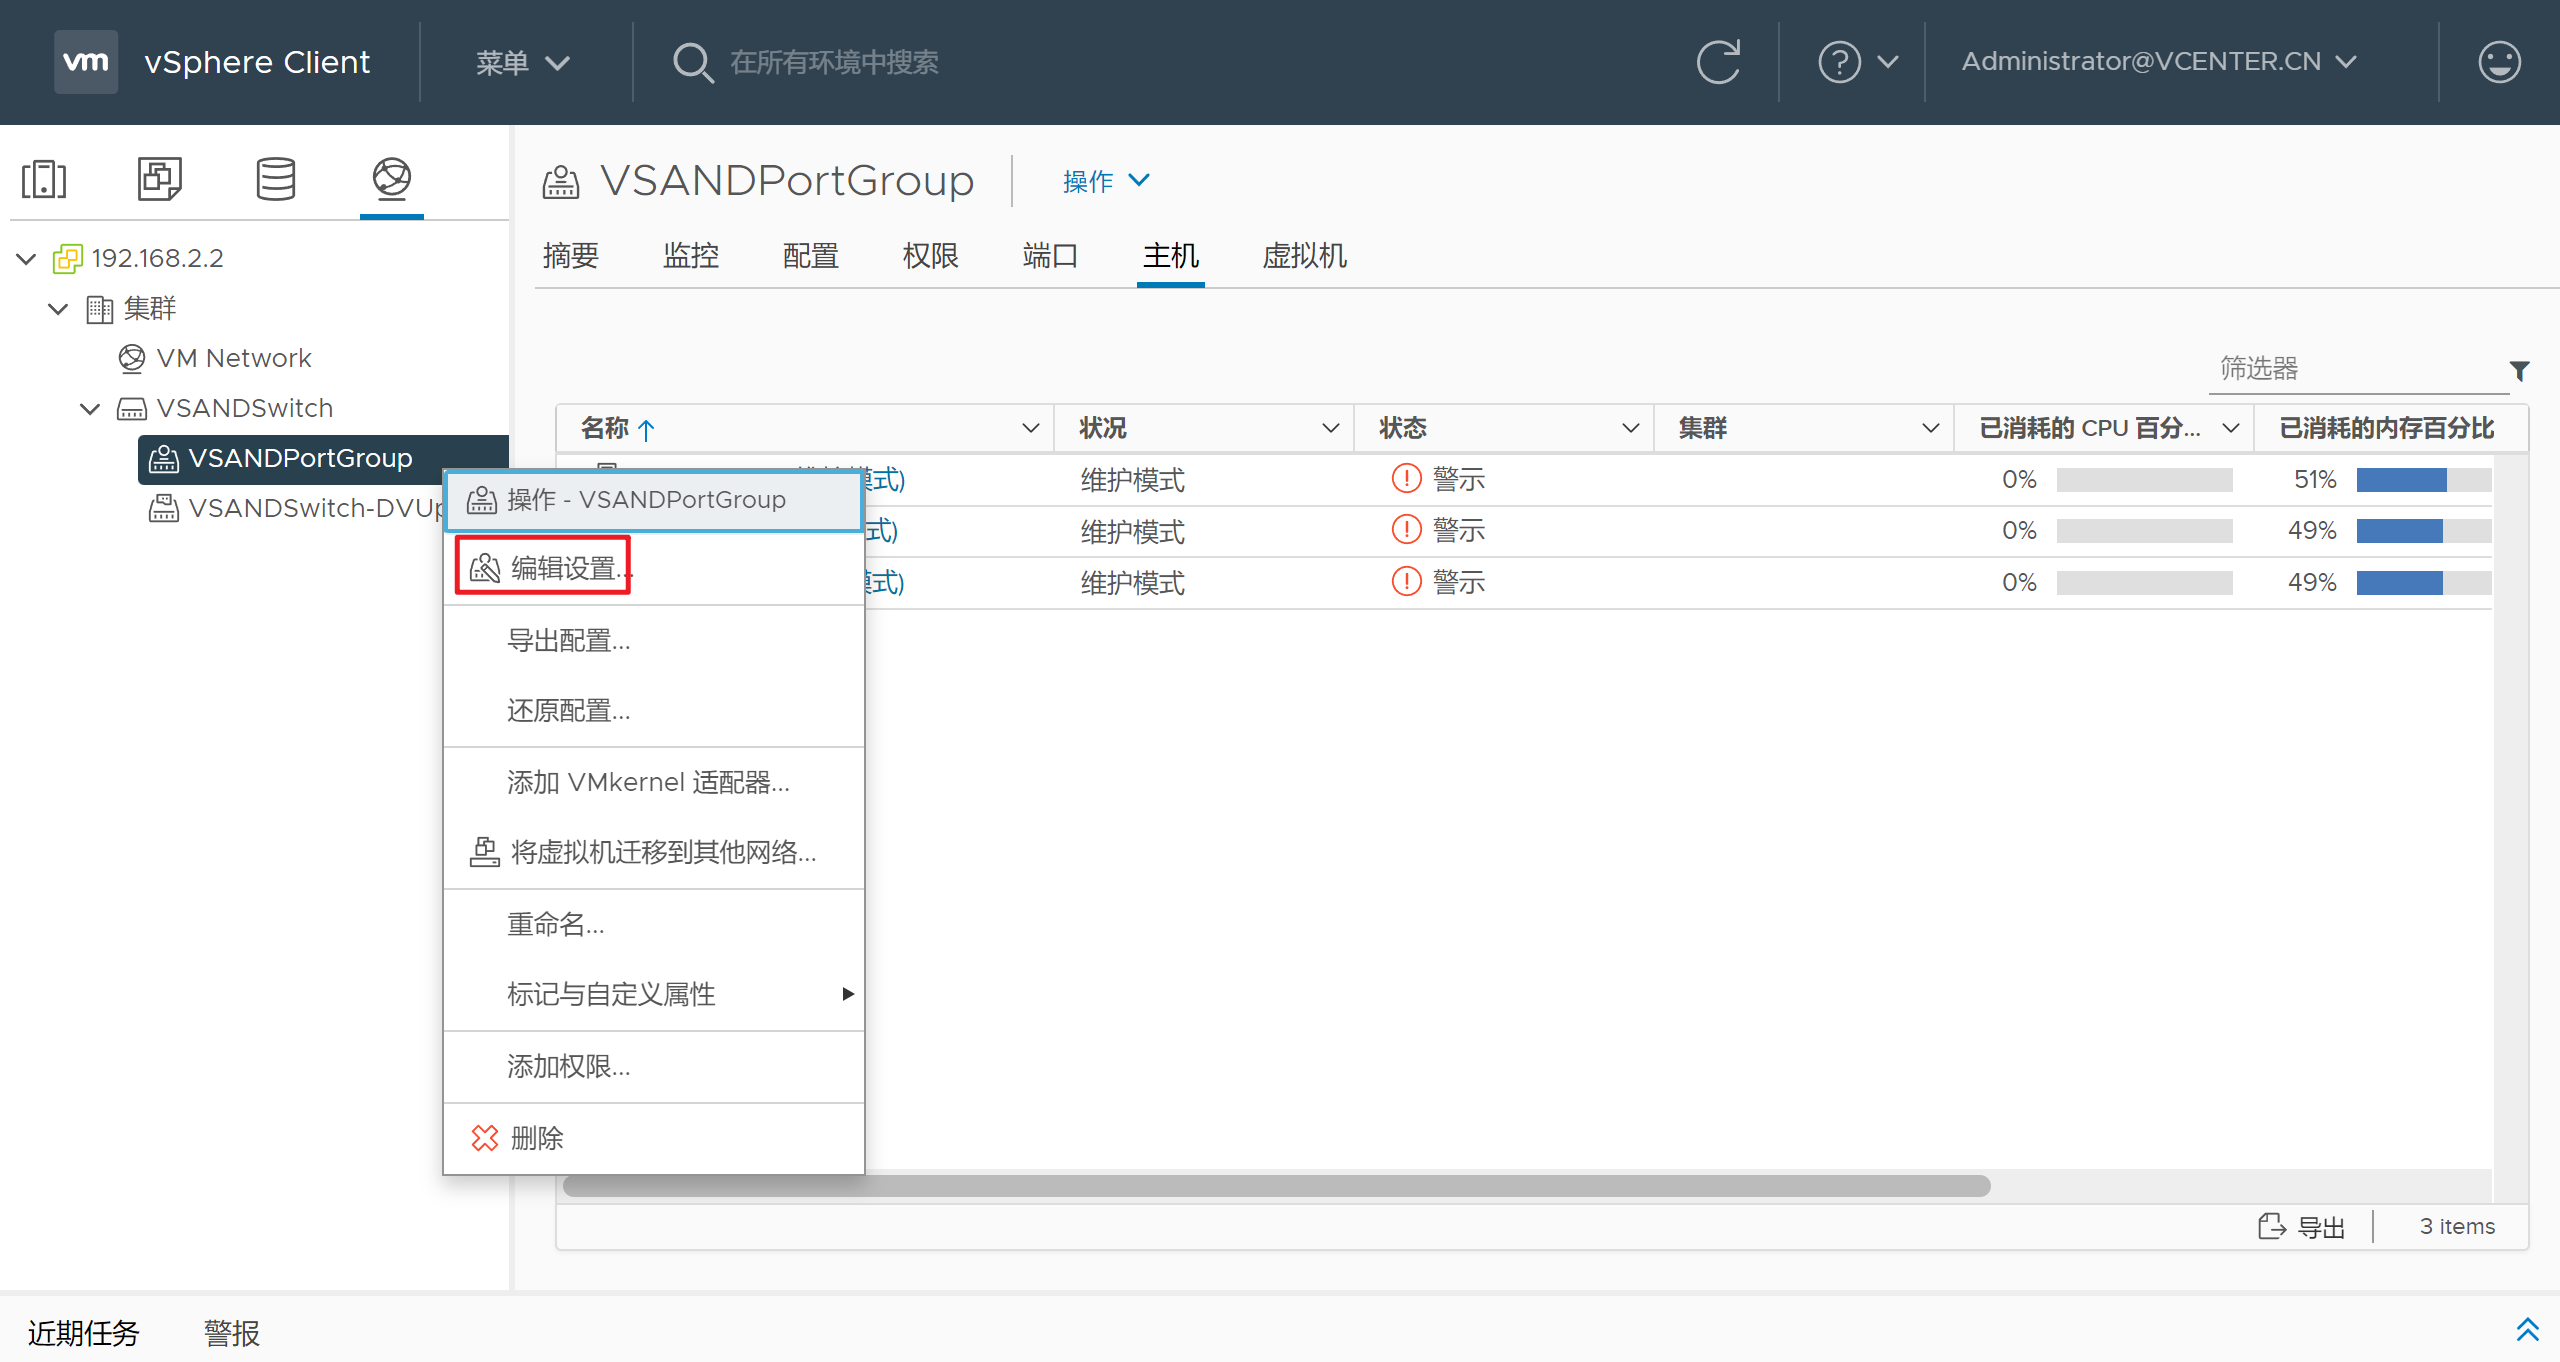 vm vSphere Client 菜单 在所有环境中搜索 Administrator@VCENTER.CN
192.168.2.2
集群
VM Network
VSANDSwitch
VSANDPortGroup
VSANDSwitch-DVUp
VSANDPortGroup 操作
摘要 监控 配置 权限 端口 主机 虚拟机
筛选器
名称 状况 状态 集群 已消耗的 CPU 百分... 已消耗的内存百分比
模式) 维护模式 警示 0% 51%
式) 维护模式 警示 0% 49%
模式) 维护模式 警示 0% 49%
操作 - VSANDPortGroup
编辑设置...
导出配置...
还原配置...
添加 VMkernel 适配器...
将虚拟机迁移到其他网络...
重命名...
标记与自定义属性
添加权限...
删除
导出 3 items
近期任务 警报